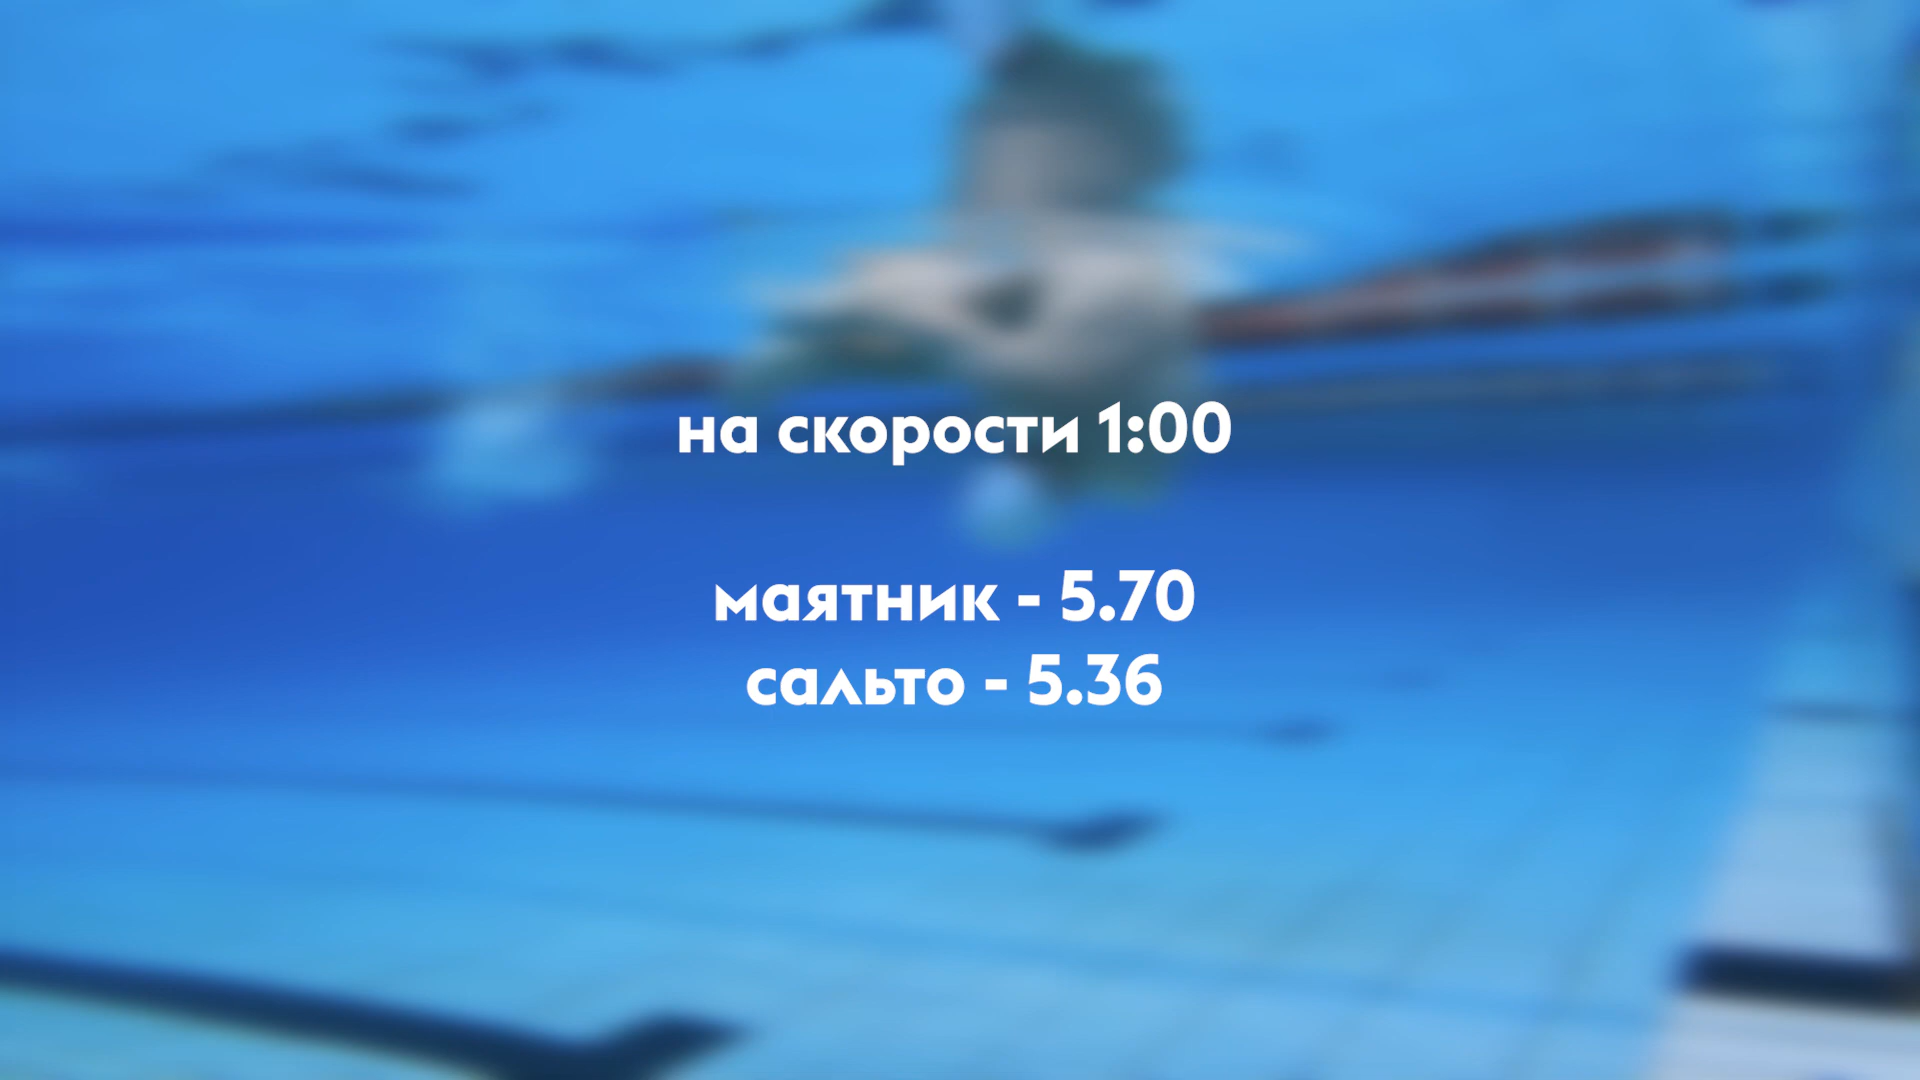 на скорости 1:00
маятник - 5.70
сальто - 5.36